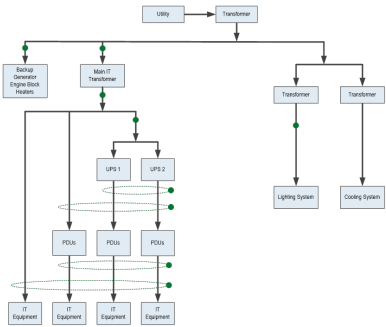 Utility
Transformer
Backup
Generator
Engine Block
Heaters
Main IT
Transformer
Transformer
Transformer
UPS 1
UPS 2
Lighting System
Cooling System
PDUs
PDUs
PDUs
IT
Equipment
IT
Equipment
IT
Equipment
IT
Equipment